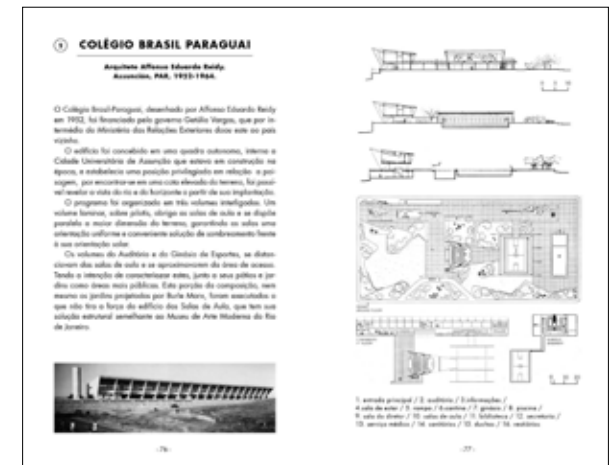 9 COLÉGIO BRASIL PARAGUAI
Arquiteto Affonso Eduardo Reidy.
Assunción, PAR, 1952-1964.
O Colégio Brasil-Paraguai, desenhado por Affonso Eduardo Reidy
em 1952, foi financiado pelo governo Getúlio Vargas, que por in-
termédio do Ministério das Relações Exteriores doou este ao país
vizinho.
O edifício foi concebido em uma quadra autonoma, interna a
Cidade Universitária de Assunção que estava em construção na
época, e estabelecia uma posição privilegiada em relação a pai-
sagem, por encontrar-se em uma cota elevada do terreno, foi possí-
vel revelar a vista do rio e do horizonte a partir de sua implantação.
O programa foi organizado em três volumes interligados. Um
volume laminar, sobre pilotis, abriga as salas de aula e se dispõe
paralelo a maior dimensão do terreno, garantindo as salas uma
orientação uniforme e conveniente solução de sombreamento frente
à sua orientação solar.
Os volumes do Auditório e do Ginásio de Esportes, se distan-
ciavam das salas de aula e se aproximavam da área de acesso.
Tendo a intenção de caracterizar estes, junto a seus pátios e jar-
dins como áreas mais públicas. Esta porção da composição, nem
mesmo os jardins projetados por Burle Marx, foram executados o
que não tira a força do edifício das Salas de Aula, que tem sua
solução estrutural semelhante ao Museu de Arte Moderna do Rio
de Janeiro.
-76-
1. entrada principal / 2. auditório / 3.informações /
4.sala de estar / 5. rampa / 6.cantina / 7. ginásio / 8. piscina /
9. sala do diretor / 10. salas de aula / 11. biblioteca / 12. secretaria /
13. serviço médico / 14. sanitários / 15. duchas / 16. vestiários.
-77-